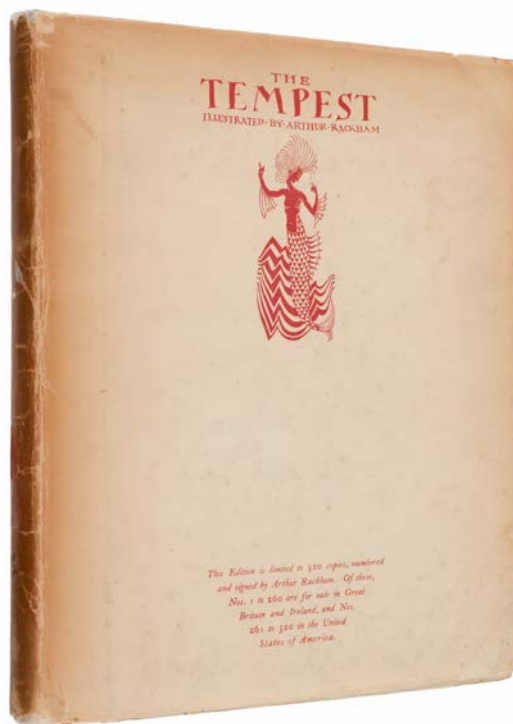 THE
TEMPEST
ILLUSTRATED·BY·ARTHUR·RACKHAM
This Edition is limited to 520 copies, numbered
and signed by Arthur Rackham. Of these,
Nos. 1 to 260 are for sale in Great
Britain and Ireland, and Nos.
261 to 520 in the United
States of America.